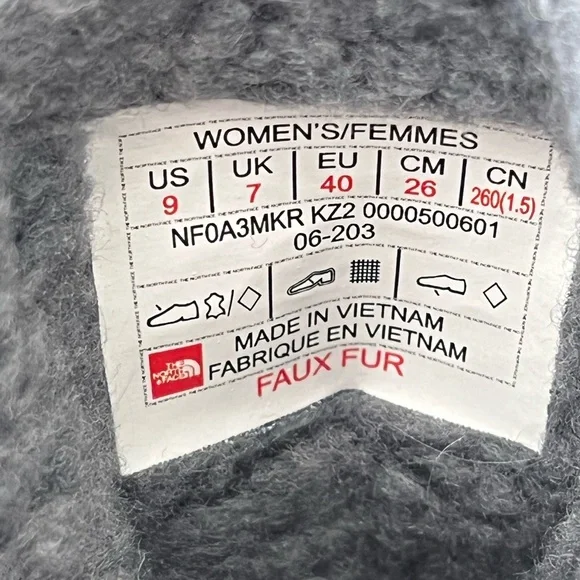 WOMEN'S/FEMMES
US UK EU CM CN
9 7 40 26 260(1.5)
NF0A3MKR KZ2 0000500601
06-203
MADE IN VIETNAM
FABRIQUE EN VIETNAM
THE NORTH FACE
FAUX FUR